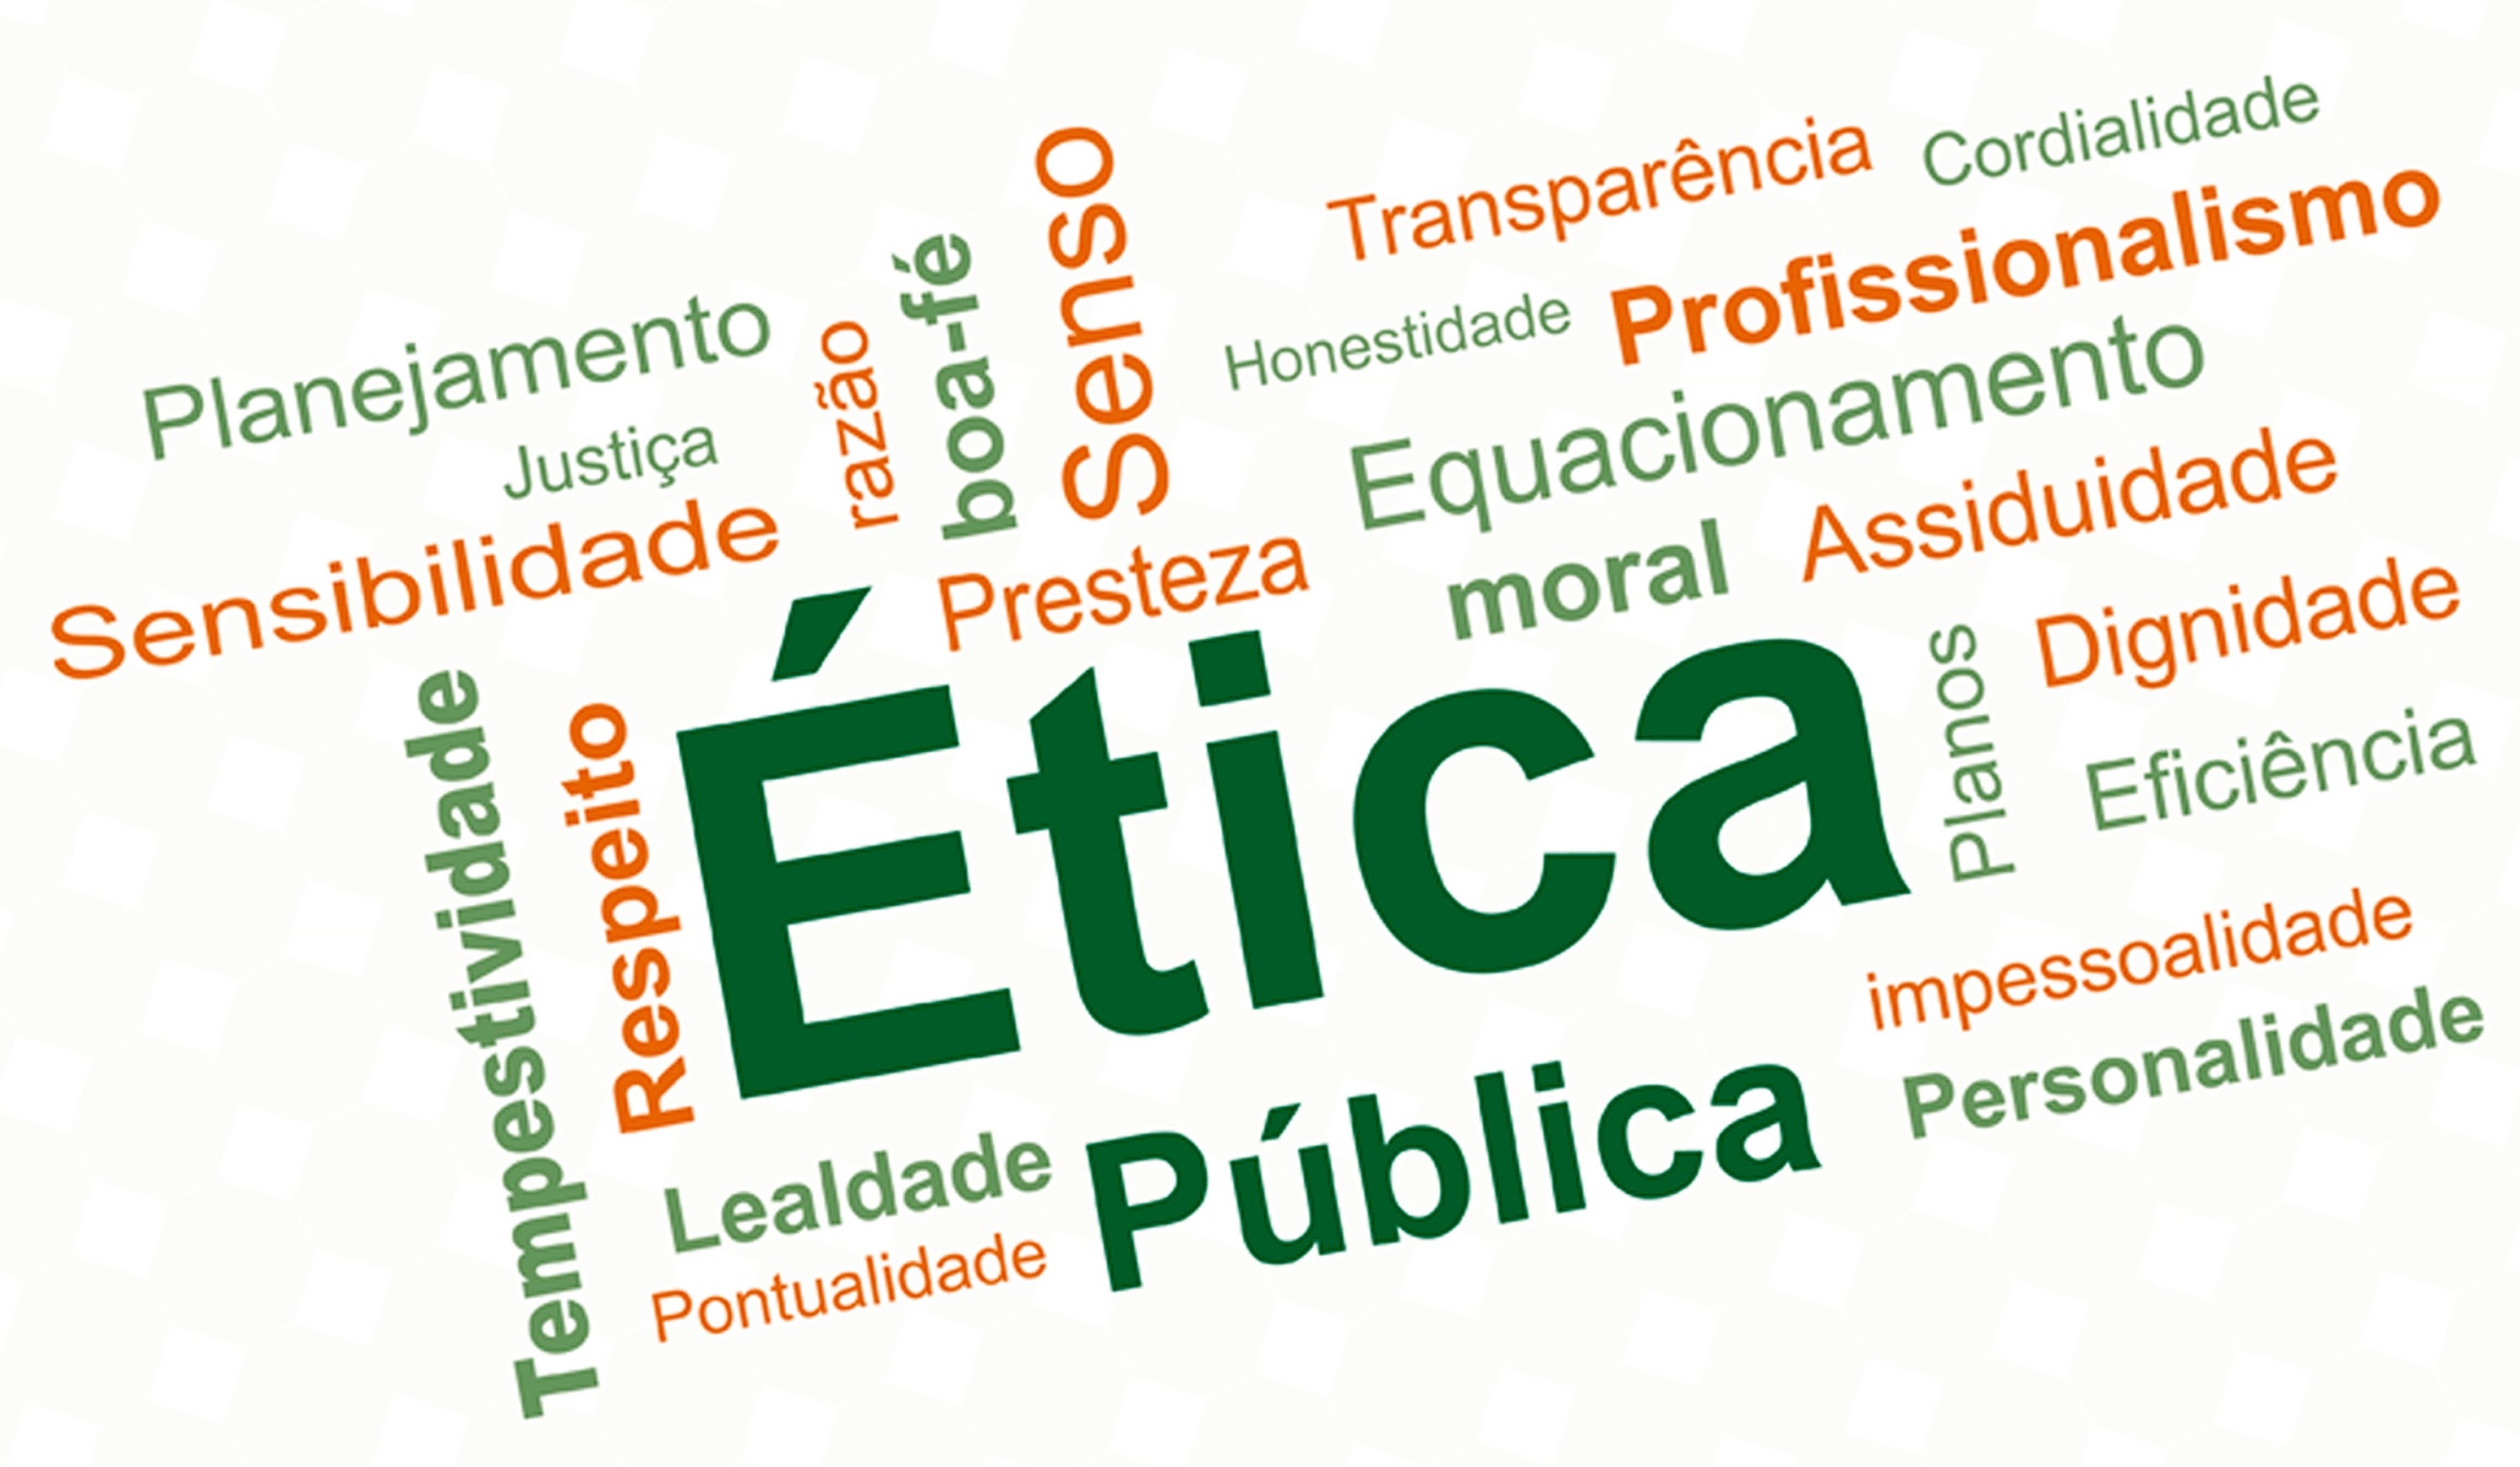 Transparência
Cordialidade
Senso
Profissionalismo
boa-fé
Honestidade
Planejamento
razão
Equacionamento
Justiça
Assiduidade
Sensibilidade
Presteza
moral
Dignidade
Planos
Ética
Tempestividade
Respeito
Eficiência
impessoalidade
Personalidade
Pública
Lealdade
Pontualidade